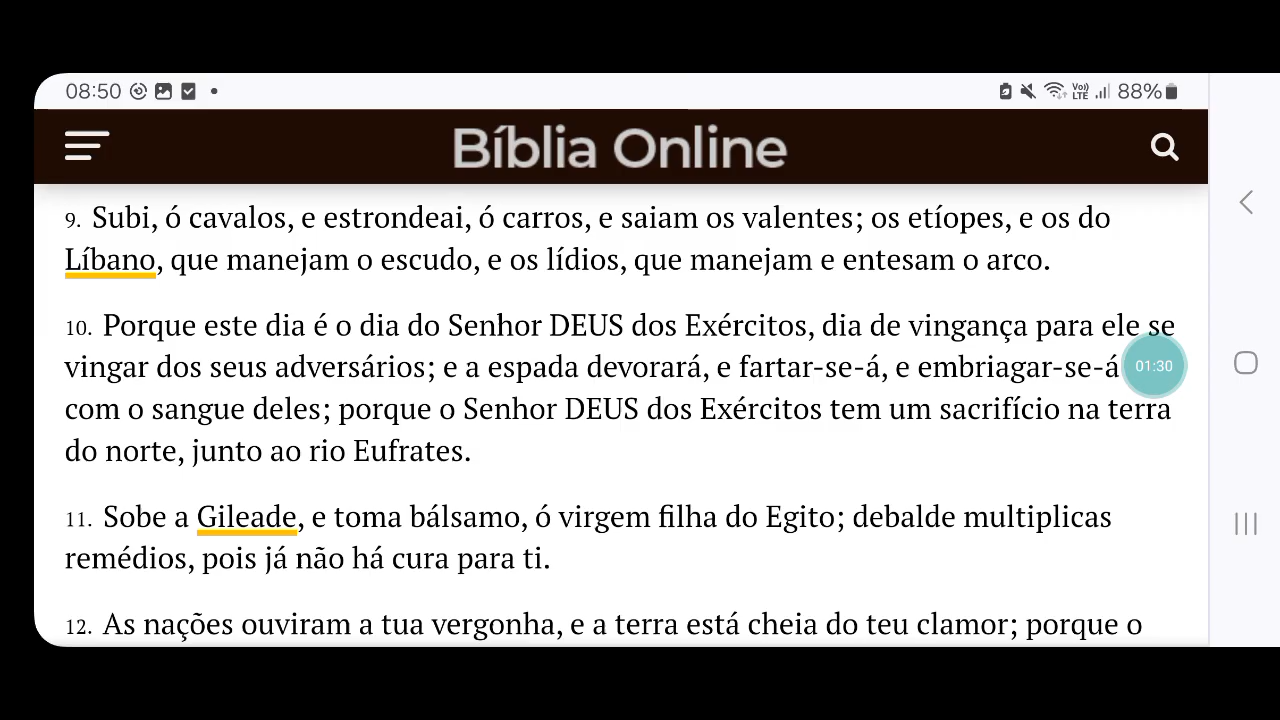 08:50 Vo)) LTE 88%
Bíblia Online
9. Subi, ó cavalos, e estrondeai, ó carros, e saiam os valentes; os etíopes, e os do
Líbano, que manejam o escudo, e os lídios, que manejam e entesam o arco.
10. Porque este dia é o dia do Senhor DEUS dos Exércitos, dia de vingança para ele se
vingar dos seus adversários; e a espada devorará, e fartar-se-á, e embriagar-se-á
01:30
com o sangue deles; porque o Senhor DEUS dos Exércitos tem um sacrifício na terra
do norte, junto ao rio Eufrates.
11. Sobe a Gileade, e toma bálsamo, ó virgem filha do Egito; debalde multiplicas
remédios, pois já não há cura para ti.
12. As nações ouviram a tua vergonha, e a terra está cheia do teu clamor; porque o